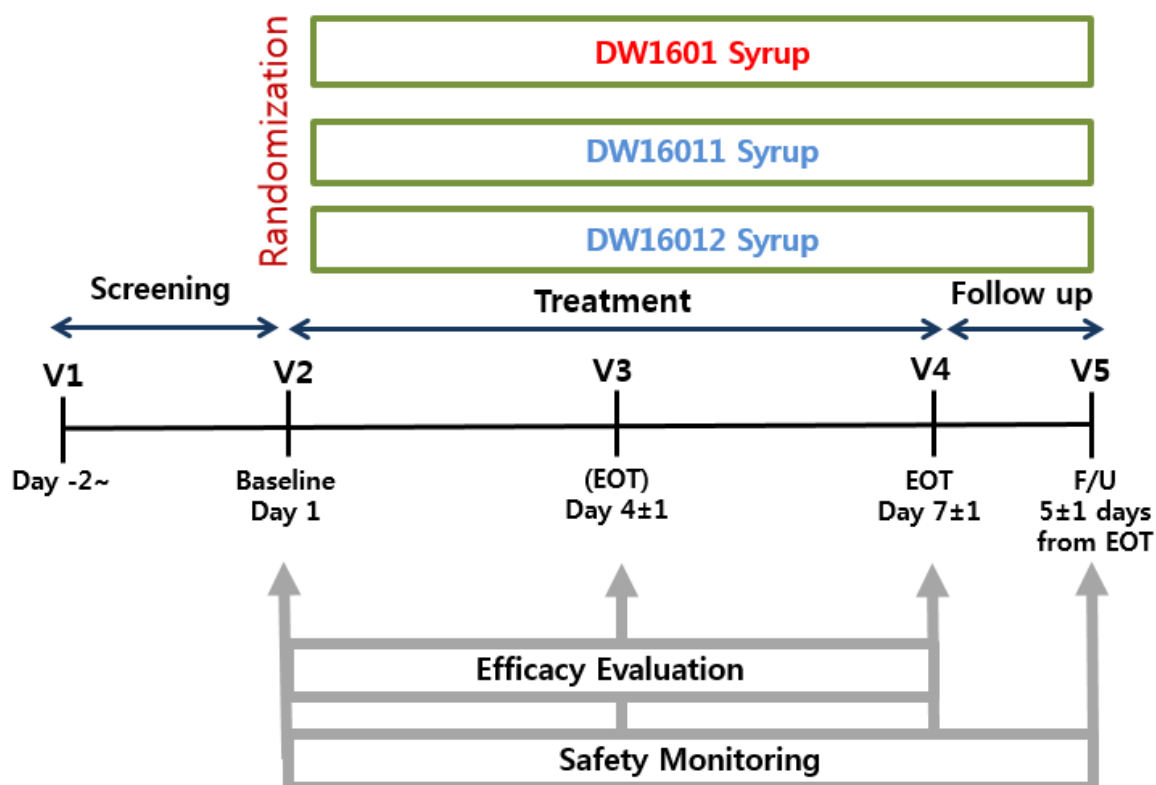 Randomization
DW1601 Syrup
DW16011 Syrup
DW16012 Syrup
Screening
Treatment
Follow up
V1
V2
V3
V4
V5
Day -2~
Baseline
Day 1
(EOT)
Day 4±1
EOT
Day 7±1
F/U
5±1 days
from EOT
Efficacy Evaluation
Safety Monitoring